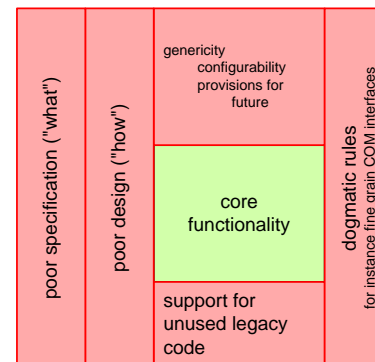 poor specification ("what")
poor design ("how")
genericity
configurability
provisions for
future
core
functionality
support for
unused legacy
code
dogmatic rules
for instance fine grain COM interfaces